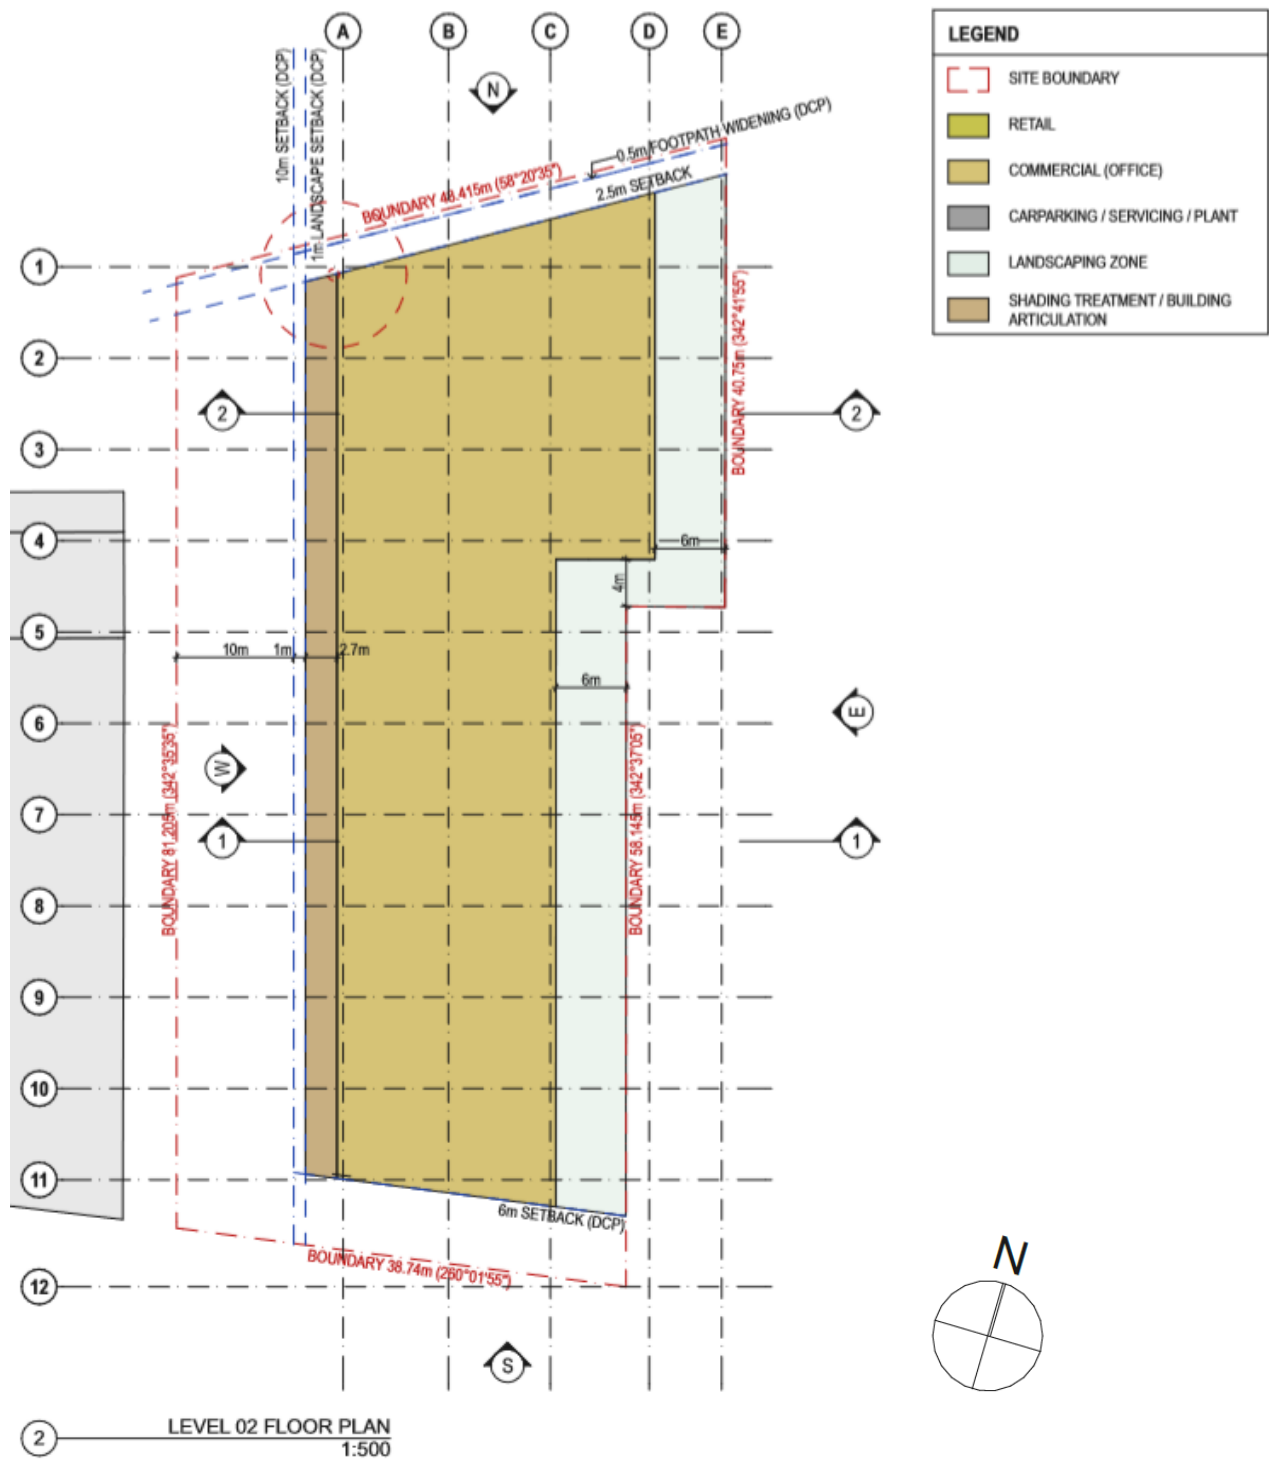 A
B
C
D
E
10m SETBACK (DCP)
1m LANDSCAPE SETBACK (DCP)
N
0.5m FOOTPATH WIDENING (DCP)
BOUNDARY 48.415m (58°20'35")
2.5m SETBACK
LEGEND
SITE BOUNDARY
RETAIL
COMMERCIAL (OFFICE)
CARPARKING / SERVICING / PLANT
LANDSCAPING ZONE
SHADING TREATMENT / BUILDING
ARTICULATION
1
2
2
2
BOUNDARY 40.75m (342°41'55")
3
4
6m
4m
5
10m
1m
2.7m
6m
6
E
W
BOUNDARY 81.205m (342°35'35")
BOUNDARY 58.145m (342°37'05")
7
1
1
8
9
10
11
6m SETBACK (DCP)
BOUNDARY 38.74m (260°01'55")
12
N
S
2
LEVEL 02 FLOOR PLAN
1:500